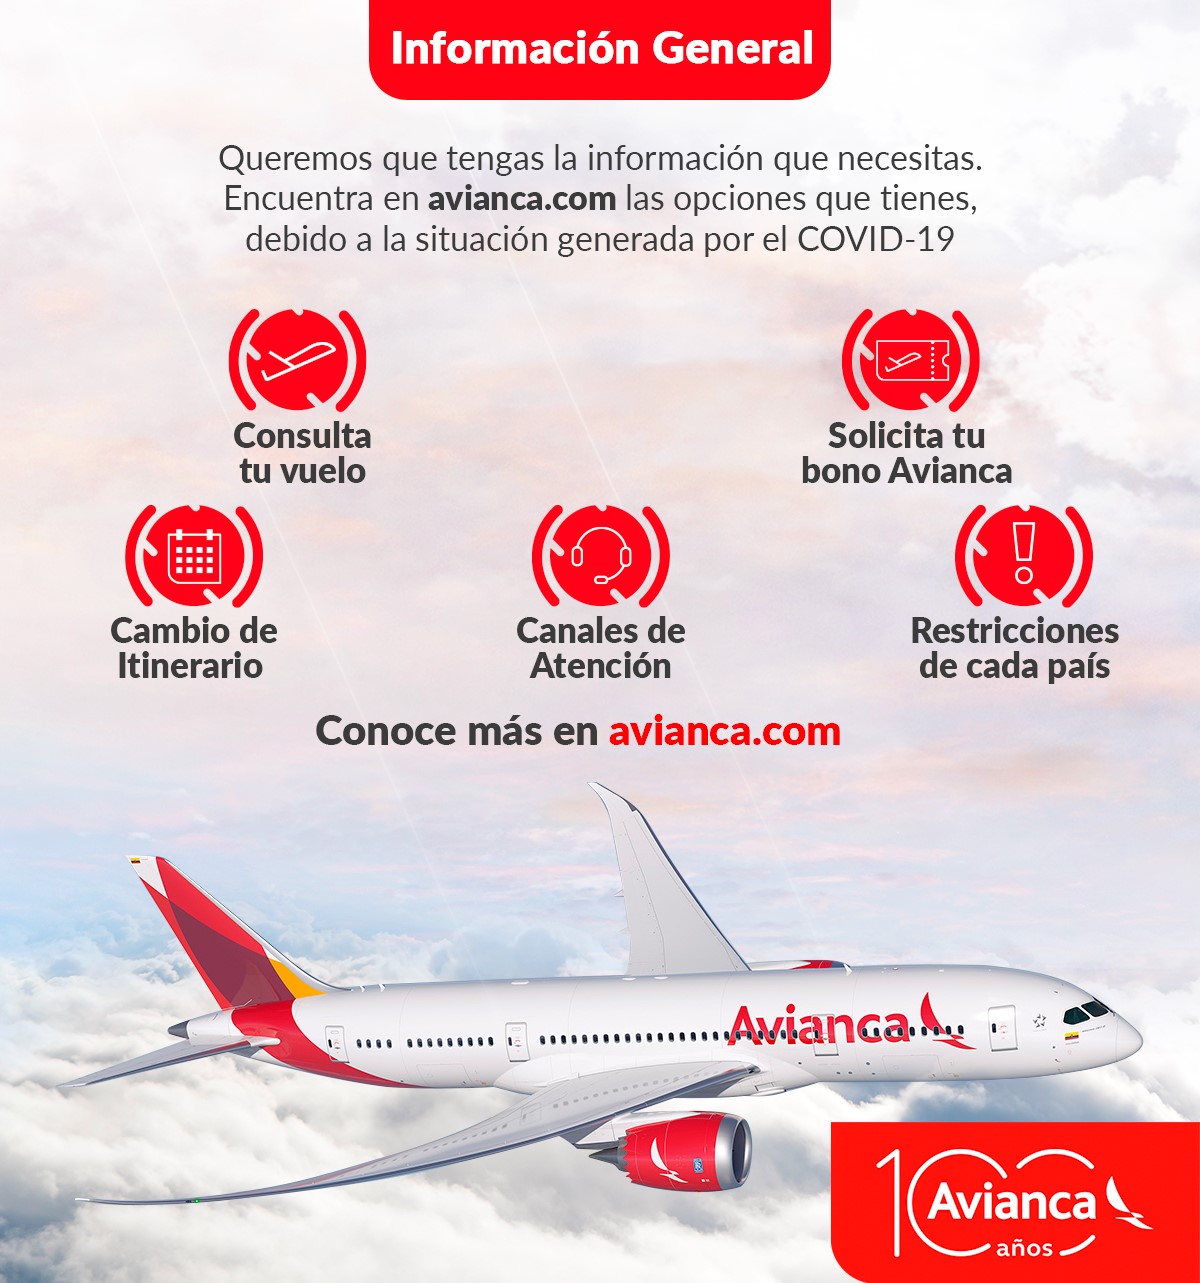 Información General
Queremos que tengas la información que necesitas.
Encuentra en avianca.com las opciones que tienes,
debido a la situación generada por el COVID-19
Consulta
tu vuelo
Solicita tu
bono Avianca
Cambio de
Itinerario
Canales de
Atención
Restricciones
de cada país
Conoce más en avianca.com
Avianca
100
Avianca
años